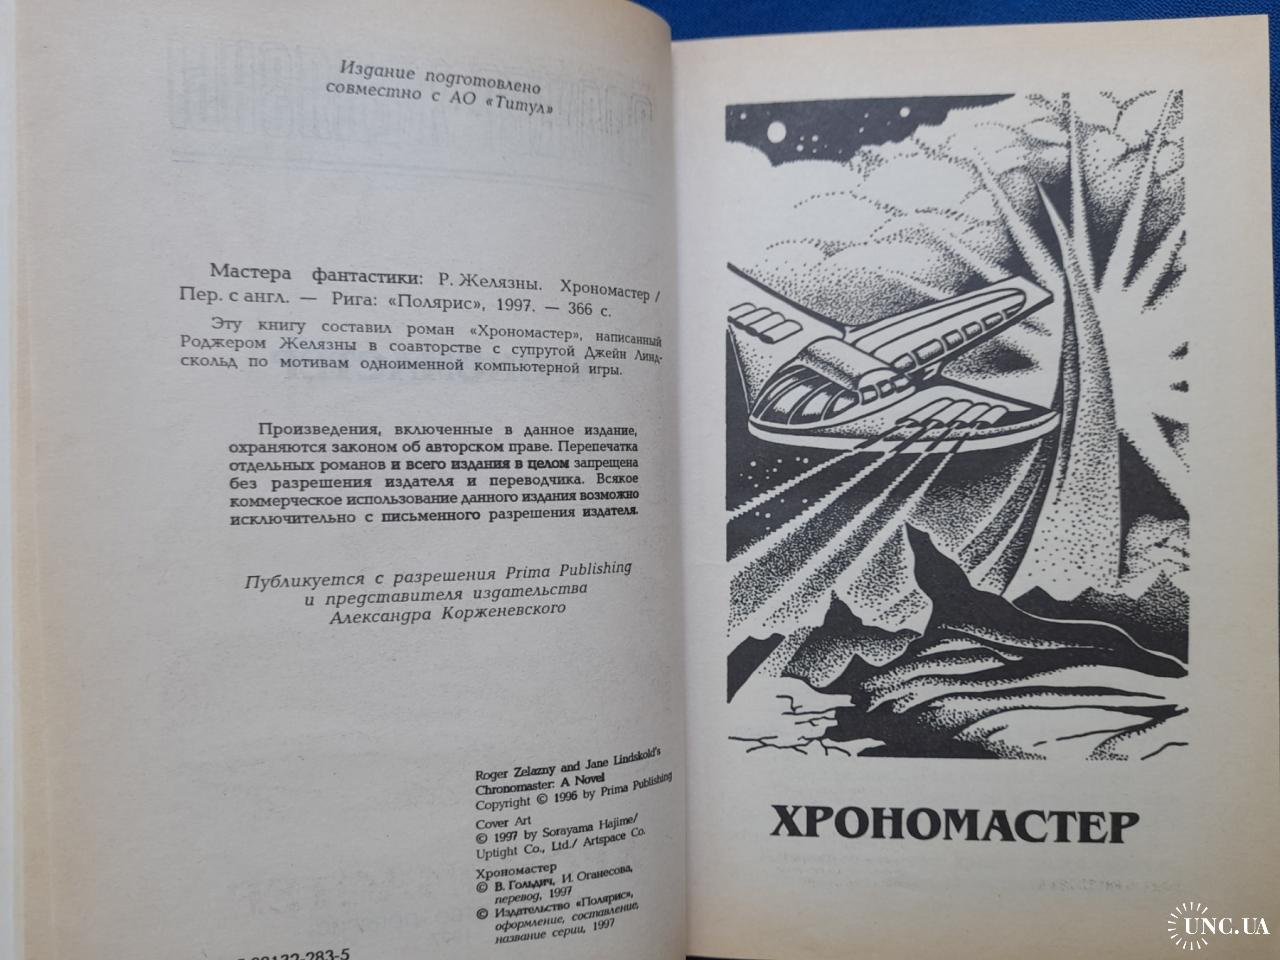 Издание подготовлено
совместно с АО «Титул»
Мастера фантастики: Р. Желязны. Хрономастер /
Пер. с англ. — Рига: «Полярис», 1997. — 366 с.
Эту книгу составил роман «Хрономастер», написанный
Роджером Желязны в соавторстве с супругой Джейн Линд-
скольд по мотивам одноименной компьютерной игры.
Произведения, включенные в данное издание,
охраняются законом об авторском праве. Перепечатка
отдельных романов и всего издания в целом запрещена
без разрешения издателя и переводчика. Всякое
коммерческое использование данного издания возможно
исключительно с письменного разрешения издателя.
Публикуется с разрешения Prima Publishing
и представителя издательства
Александра Корженевского
Roger Zelazny and Jane Lindskold's
Chronomaster: A Novel
Copyright © 1996 by Prima Publishing
Cover Art
© 1997 by Sorayama Hajime/
Uptight Co., Ltd./ Artspace Co.
Хрономастер
© В. Гольдич, И. Оганесова,
перевод, 1997
© Издательство «Полярис»,
оформление, составление,
название серии, 1997
88132-283-5
ХРОНОМАСТЕР
UNC.UA